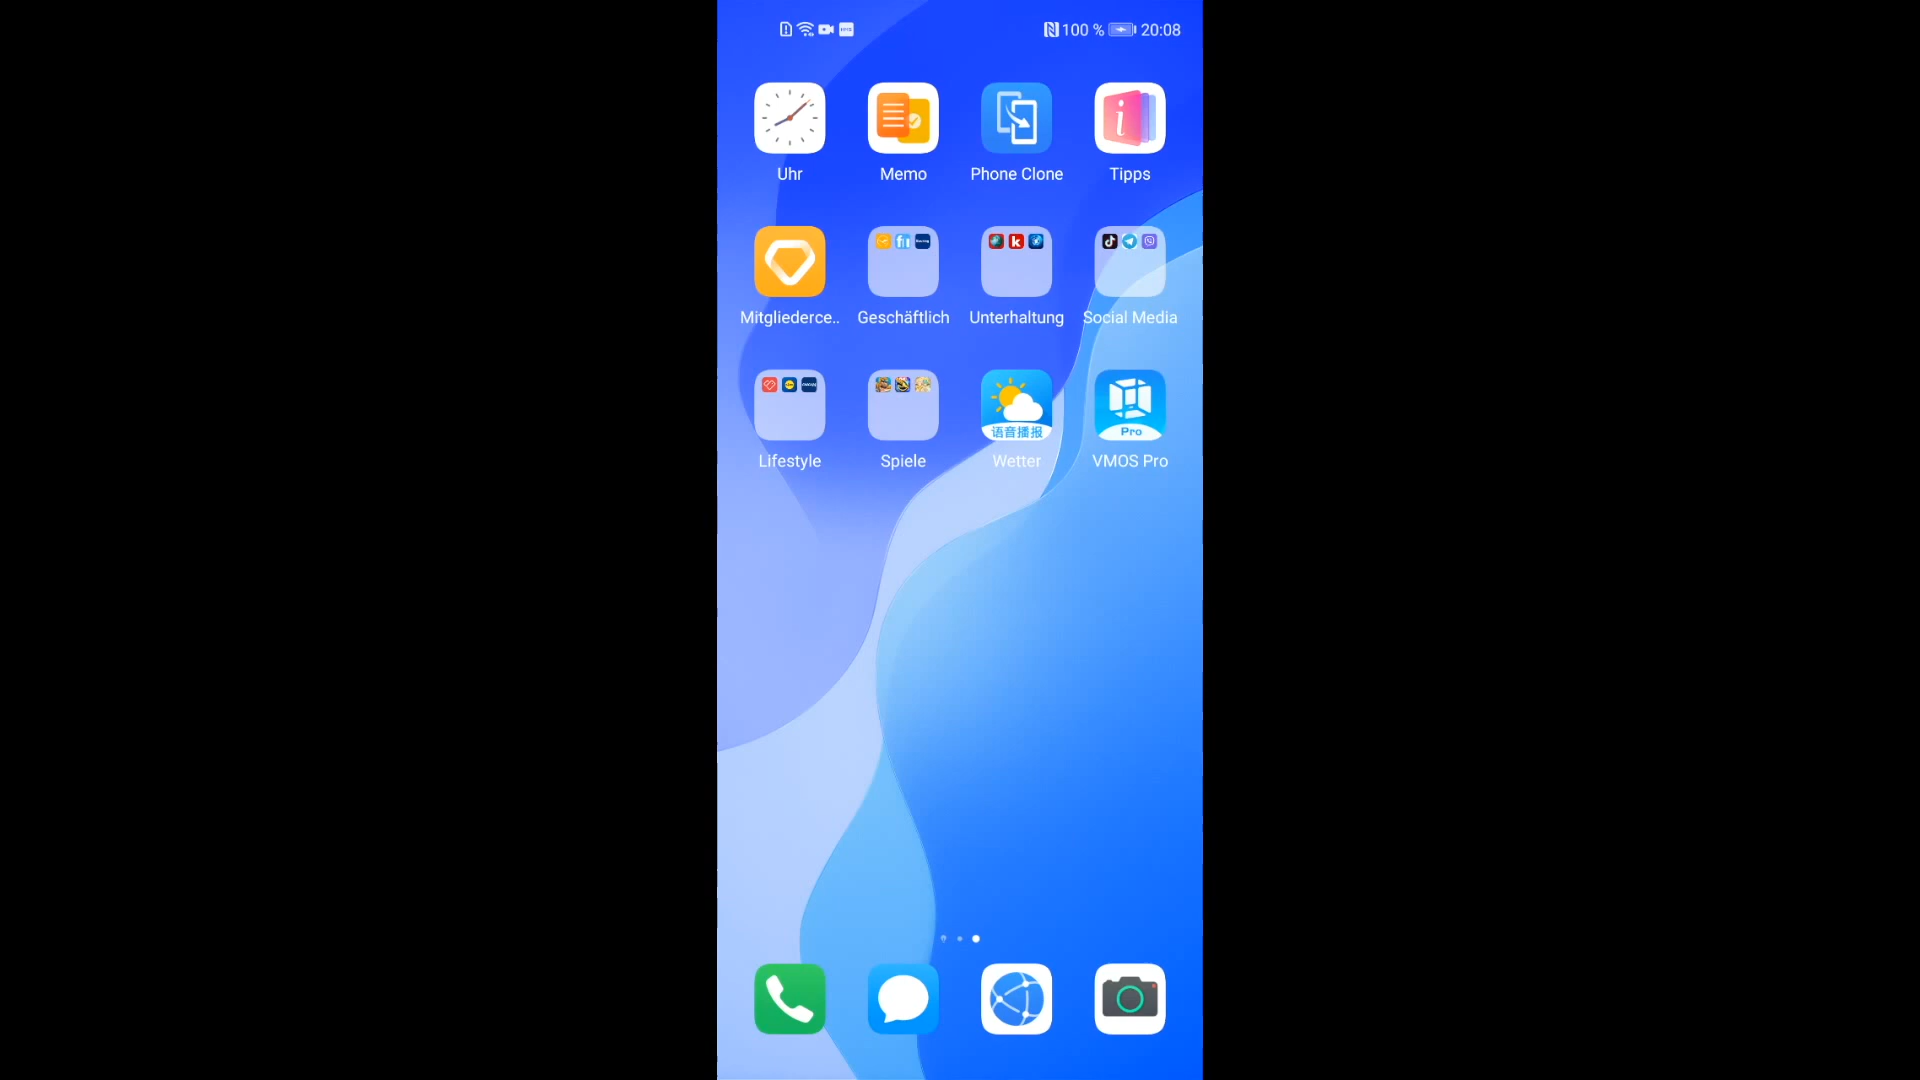 100 % 20:08
Uhr Memo Phone Clone Tipps
Mitgliederce.. Geschäftlich Unterhaltung Social Media
语音播报 Pro
Lifestyle Spiele Wetter VMOS Pro